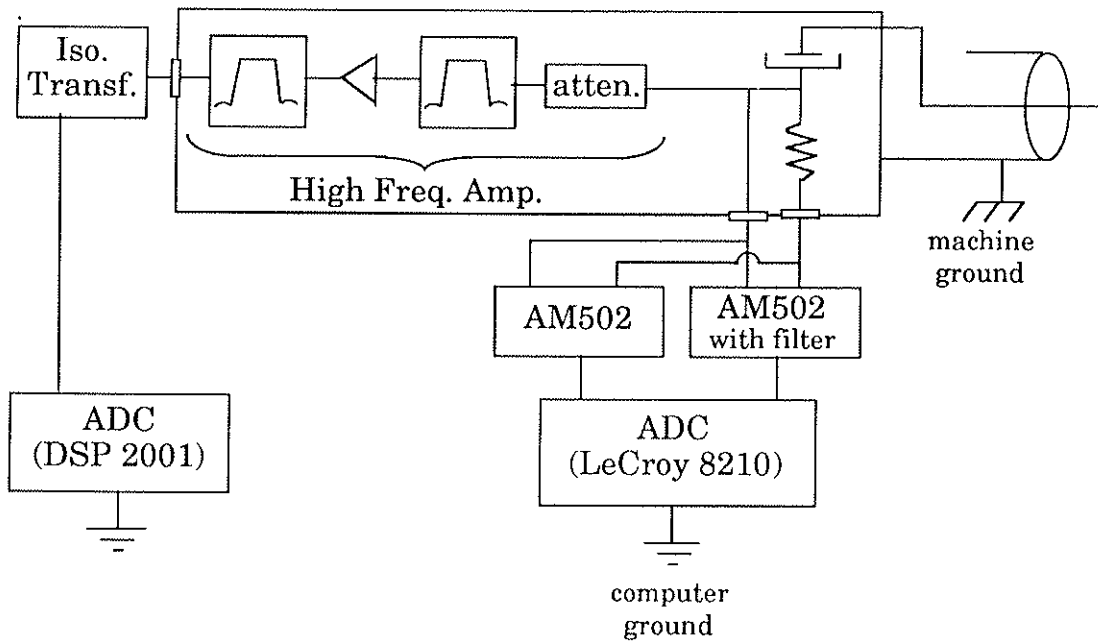 Iso.
Transf.
atten.
High Freq. Amp.
machine
ground
AM502
AM502
with filter
ADC
(DSP 2001)
ADC
(LeCroy 8210)
computer
ground